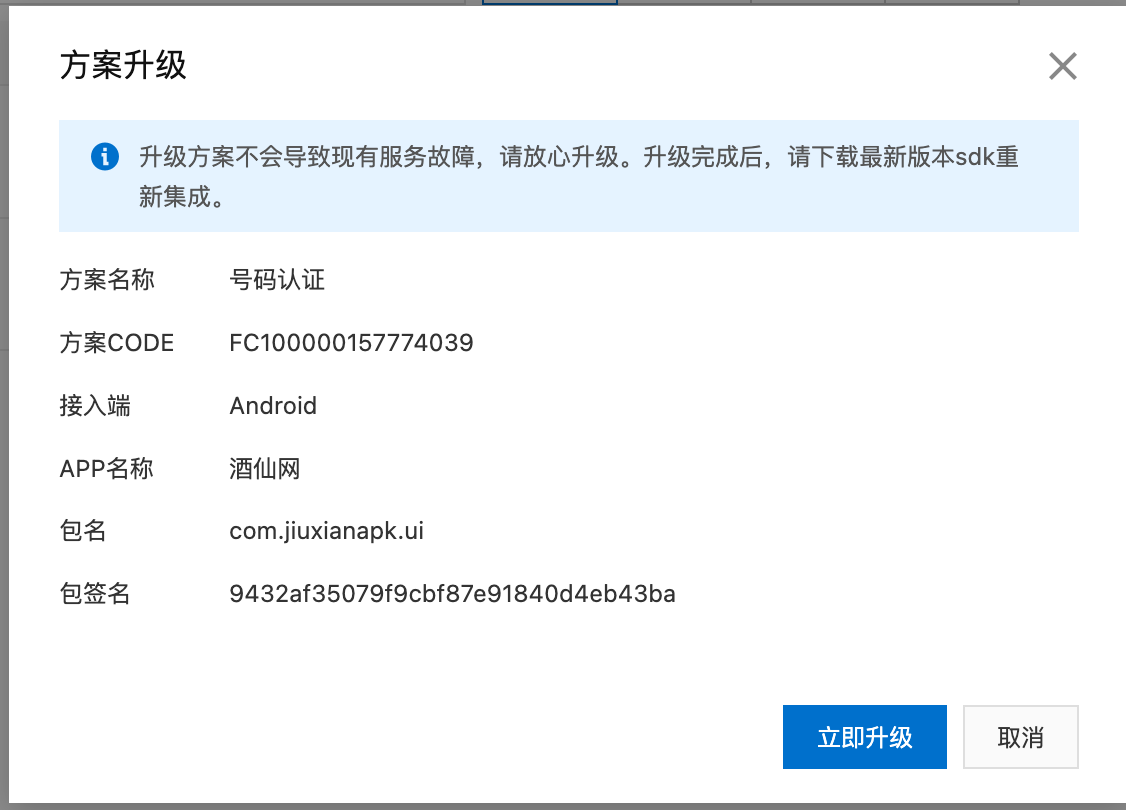 方案升级
升级方案不会导致现有服务故障，请放心升级。升级完成后，请下载最新版本sdk重
新集成。
方案名称 号码认证
方案CODE FC100000157774039
接入端 Android
APP名称 酒仙网
包名 com.jiuxianapk.ui
包签名 9432af35079f9cbf87e91840d4eb43ba
立即升级 取消